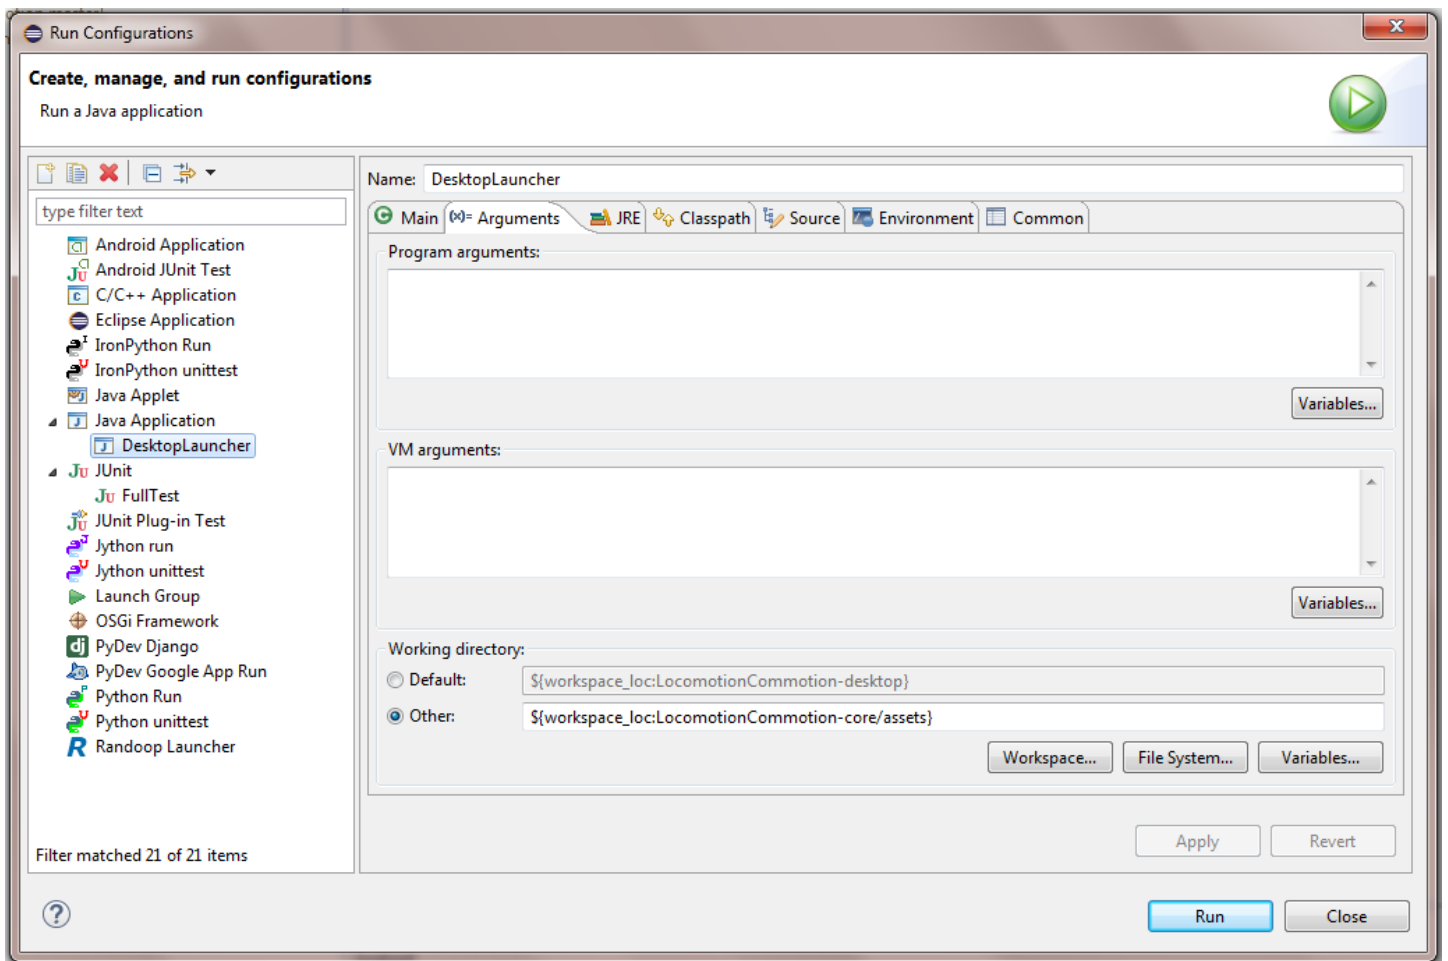 Run Configurations
Create, manage, and run configurations
Run a Java application
type filter text
Android Application
Android JUnit Test
C/C++ Application
Eclipse Application
IronPython Run
IronPython unittest
Java Applet
Java Application
DesktopLauncher
JUnit
FullTest
JUnit Plug-in Test
Jython run
Jython unittest
Launch Group
OSGi Framework
PyDev Django
PyDev Google App Run
Python Run
Python unittest
Randoop Launcher
Filter matched 21 of 21 items
Name: DesktopLauncher
Main (x)= Arguments JRE Classpath Source Environment Common
Program arguments:
Variables...
VM arguments:
Variables...
Working directory:
Default: ${workspace_loc:LocomotionCommotion-desktop}
Other: ${workspace_loc:LocomotionCommotion-core/assets}
Workspace... File System... Variables...
Apply Revert
Run Close